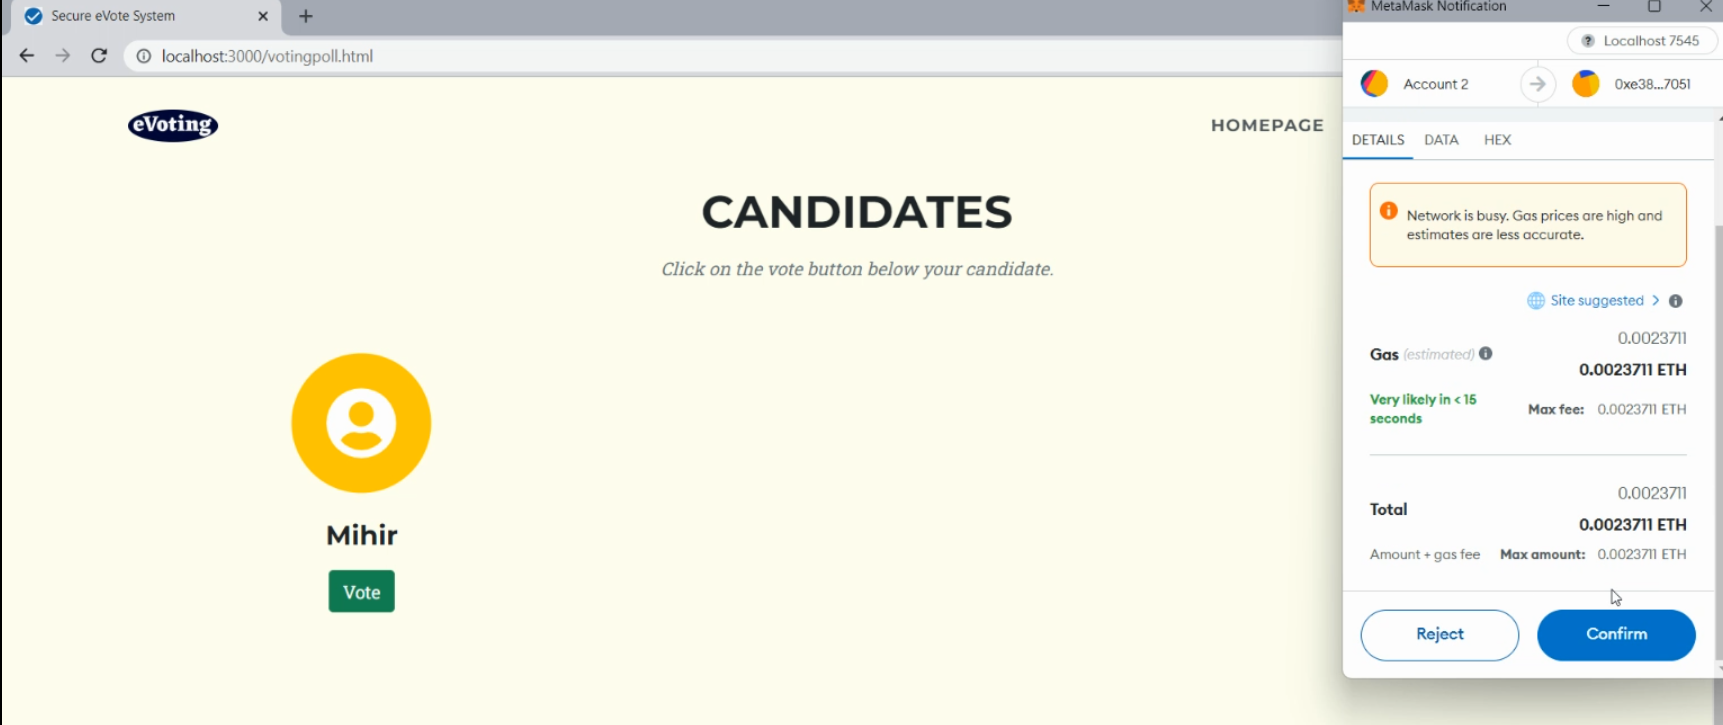 Secure eVote System
localhost:3000/votingpoll.html
eVoting
HOMEPAGE
CANDIDATES
Click on the vote button below your candidate.
Mihir
Vote
MetaMask Notification
Localhost 7545
Account 2
0xe38...7051
DETAILS DATA HEX
Network is busy. Gas prices are high and
estimates are less accurate.
Site suggested >
0.0023711
Gas (estimated)
0.0023711 ETH
Very likely in < 15
seconds
Max fee: 0.0023711 ETH
0.0023711
Total
0.0023711 ETH
Amount + gas fee Max amount: 0.0023711 ETH
Reject Confirm